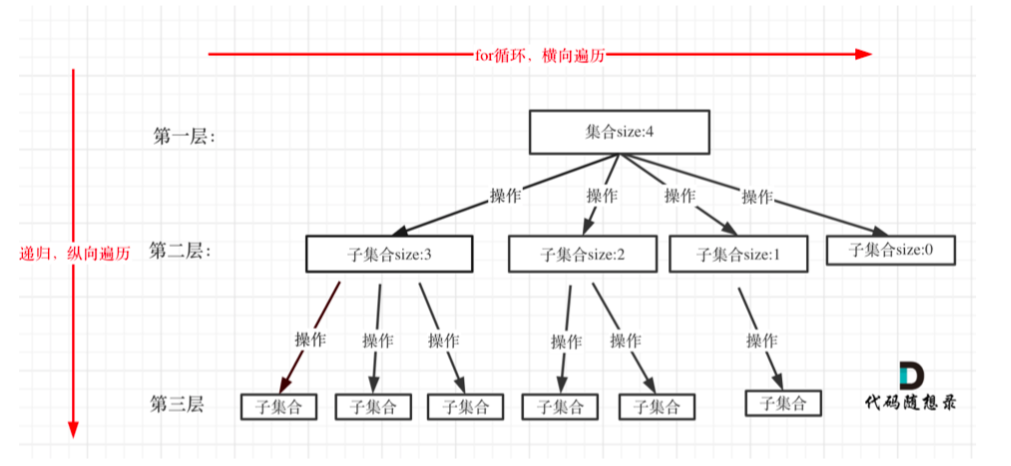 for循环，横向遍历
第一层：
集合size:4
操作
操作
操作
操作
递归，纵向遍历
第二层：
子集合size:3
子集合size:2
子集合size:1
子集合size:0
操作
操作
操作
操作
操作
操作
第三层
子集合
子集合
子集合
子集合
子集合
子集合
代码随想录